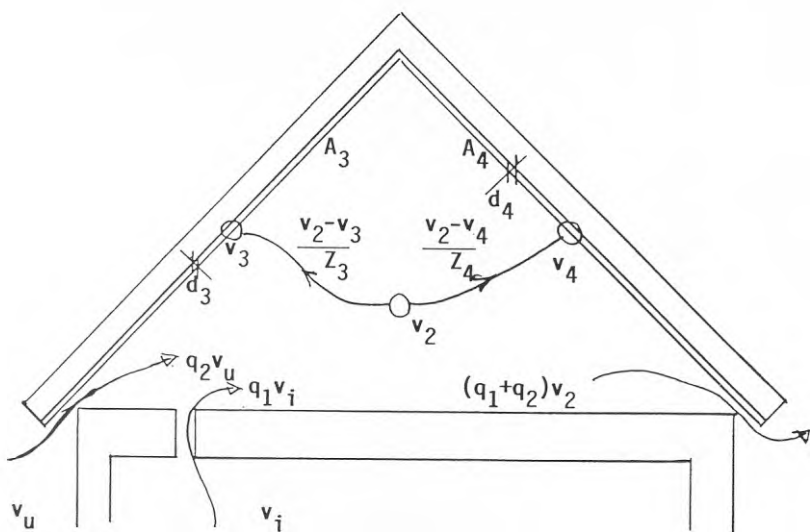 A₃
A₄
d₄
v₂-v₃
Z₃
v₂-v₄
Z₄
v₃
v₄
d₃
v₂
q₂vᵤ
q₁vᵢ
(q₁+q₂)v₂
vᵤ
vᵢ